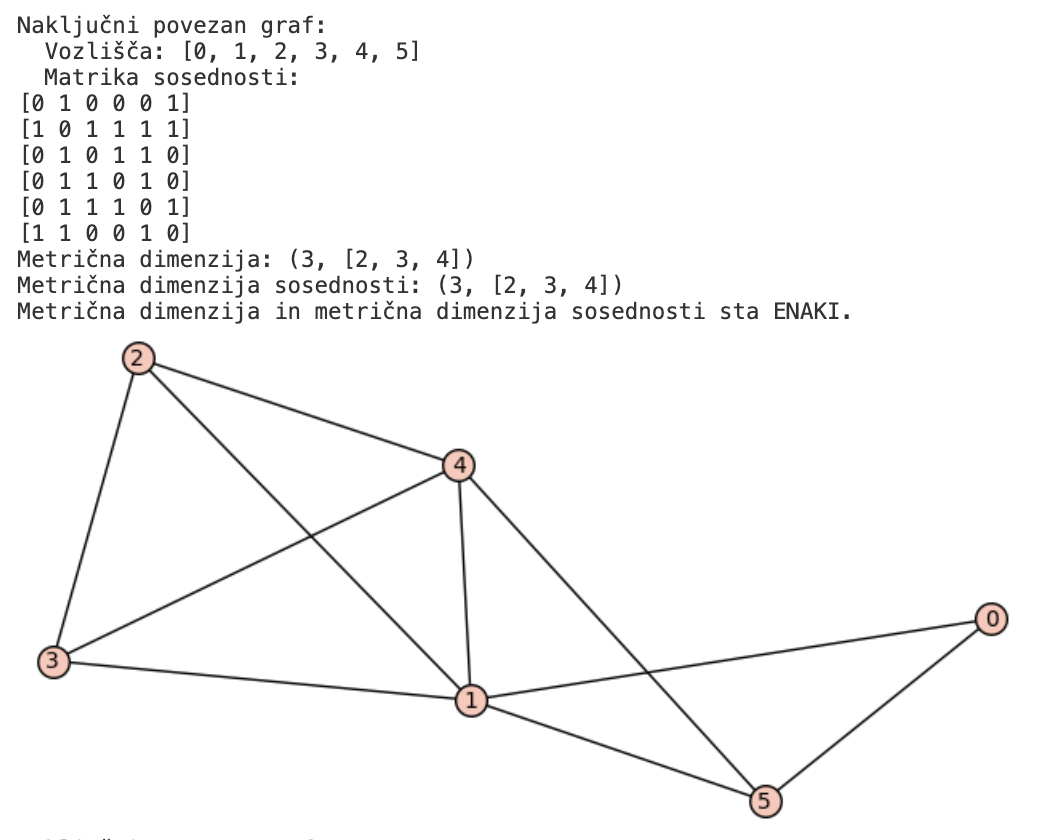 Naključni povezan graf:
Vozlišča: [0, 1, 2, 3, 4, 5]
Matrika sosednosti:
[0 1 0 0 0 1]
[1 0 1 1 1 1]
[0 1 0 1 1 0]
[0 1 1 0 1 0]
[0 1 1 1 0 1]
[1 1 0 0 1 0]
Metrična dimenzija: (3, [2, 3, 4])
Metrična dimenzija sosednosti: (3, [2, 3, 4])
Metrična dimenzija in metrična dimenzija sosednosti sta ENAKI.
2
4
0
3
1
5